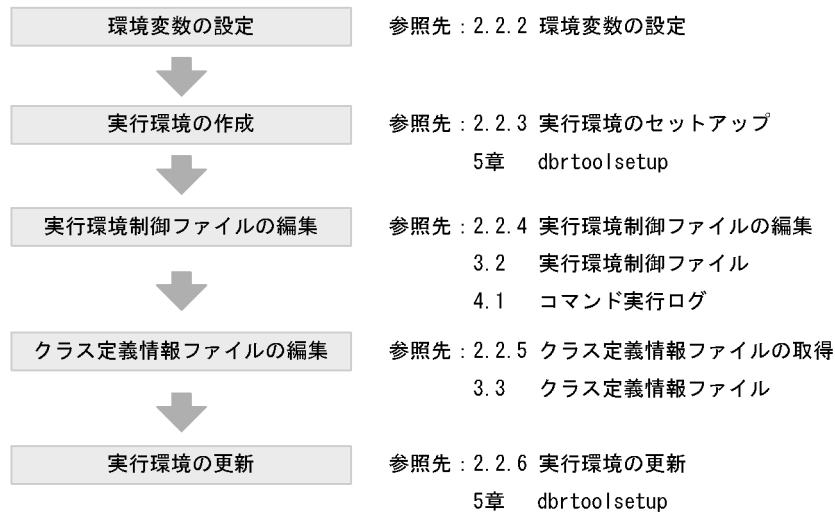 環境変数の設定 参照先：2.2.2 環境変数の設定
実行環境の作成 参照先：2.2.3 実行環境のセットアップ
5章 dbrtoolsetup
実行環境制御ファイルの編集 参照先：2.2.4 実行環境制御ファイルの編集
3.2 実行環境制御ファイル
4.1 コマンド実行ログ
クラス定義情報ファイルの編集 参照先：2.2.5 クラス定義情報ファイルの取得
3.3 クラス定義情報ファイル
実行環境の更新 参照先：2.2.6 実行環境の更新
5章 dbrtoolsetup